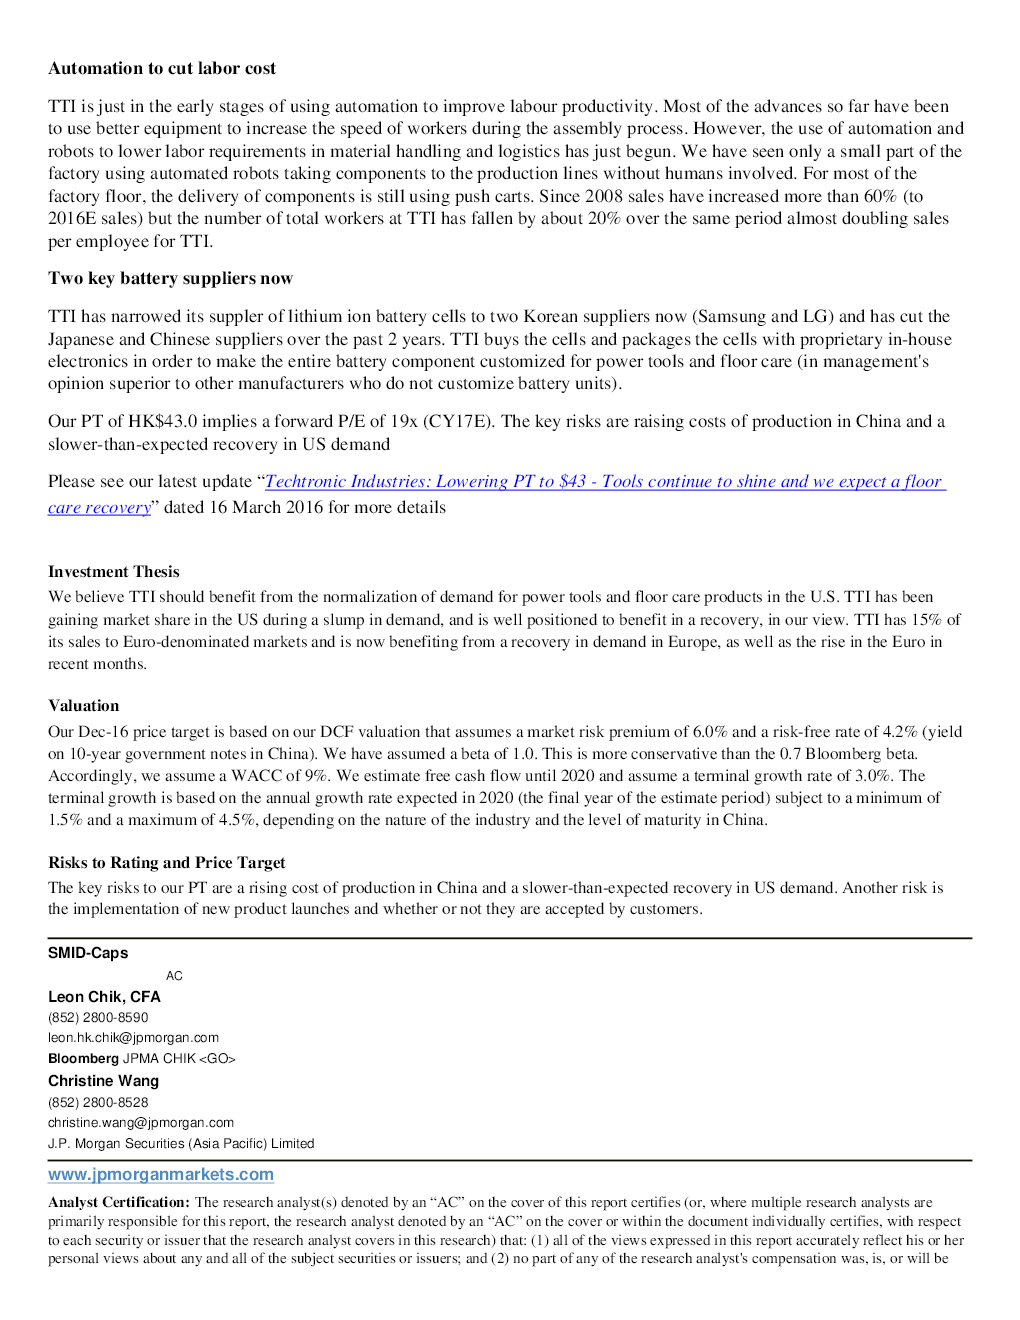 Automation to cut labor cost
TTI is just in the early stages of using automation to improve labour productivity. Most of the advances so far have been
to use better equipment to increase the speed of workers during the assembly process. However, the use of automation and
robots to lower labor requirements in material handling and logistics has just begun. We have seen only a small part of the
factory using automated robots taking components to the production lines without humans involved. For most of the
factory floor, the delivery of components is still using push carts. Since 2008 sales have increased more than 60% (to
2016E sales) but the number of total workers at TTI has fallen by about 20% over the same period almost doubling sales
per employee for TTI.
Two key battery suppliers now
TTI has narrowed its suppler of lithium ion battery cells to two Korean suppliers now (Samsung and LG) and has cut the
Japanese and Chinese suppliers over the past 2 years. TTI buys the cells and packages the cells with proprietary in-house
electronics in order to make the entire battery component customized for power tools and floor care (in management's
opinion superior to other manufacturers who do not customize battery units).
Our PT of HK$43.0 implies a forward P/E of 19x (CY17E). The key risks are raising costs of production in China and a
slower-than-expected recovery in US demand
Please see our latest update “Techtronic Industries: Lowering PT to $43 - Tools continue to shine and we expect a floor
care recovery” dated 16 March 2016 for more details
Investment Thesis
We believe TTI should benefit from the normalization of demand for power tools and floor care products in the U.S. TTI has been
gaining market share in the US during a slump in demand, and is well positioned to benefit in a recovery, in our view. TTI has 15% of
its sales to Euro-denominated markets and is now benefiting from a recovery in demand in Europe, as well as the rise in the Euro in
recent months.
Valuation
Our Dec-16 price target is based on our DCF valuation that assumes a market risk premium of 6.0% and a risk-free rate of 4.2% (yield
on 10-year government notes in China). We have assumed a beta of 1.0. This is more conservative than the 0.7 Bloomberg beta.
Accordingly, we assume a WACC of 9%. We estimate free cash flow until 2020 and assume a terminal growth rate of 3.0%. The
terminal growth is based on the annual growth rate expected in 2020 (the final year of the estimate period) subject to a minimum of
1.5% and a maximum of 4.5%, depending on the nature of the industry and the level of maturity in China.
Risks to Rating and Price Target
The key risks to our PT are a rising cost of production in China and a slower-than-expected recovery in US demand. Another risk is
the implementation of new product launches and whether or not they are accepted by customers.
SMID-Caps
AC
Leon Chik, CFA
(852) 2800-8590
leon.hk.chik@jpmorgan.com
Bloomberg JPMA CHIK <GO>
Christine Wang
(852) 2800-8528
christine.wang@jpmorgan.com
J.P. Morgan Securities (Asia Pacific) Limited
www.jpmorganmarkets.com
Analyst Certification: The research analyst(s) denoted by an “AC” on the cover of this report certifies (or, where multiple research analysts are
primarily responsible for this report, the research analyst denoted by an “AC” on the cover or within the document individually certifies, with respect
to each security or issuer that the research analyst covers in this research) that: (1) all of the views expressed in this report accurately reflect his or her
personal views about any and all of the subject securities or issuers; and (2) no part of any of the research analyst's compensation was, is, or will be